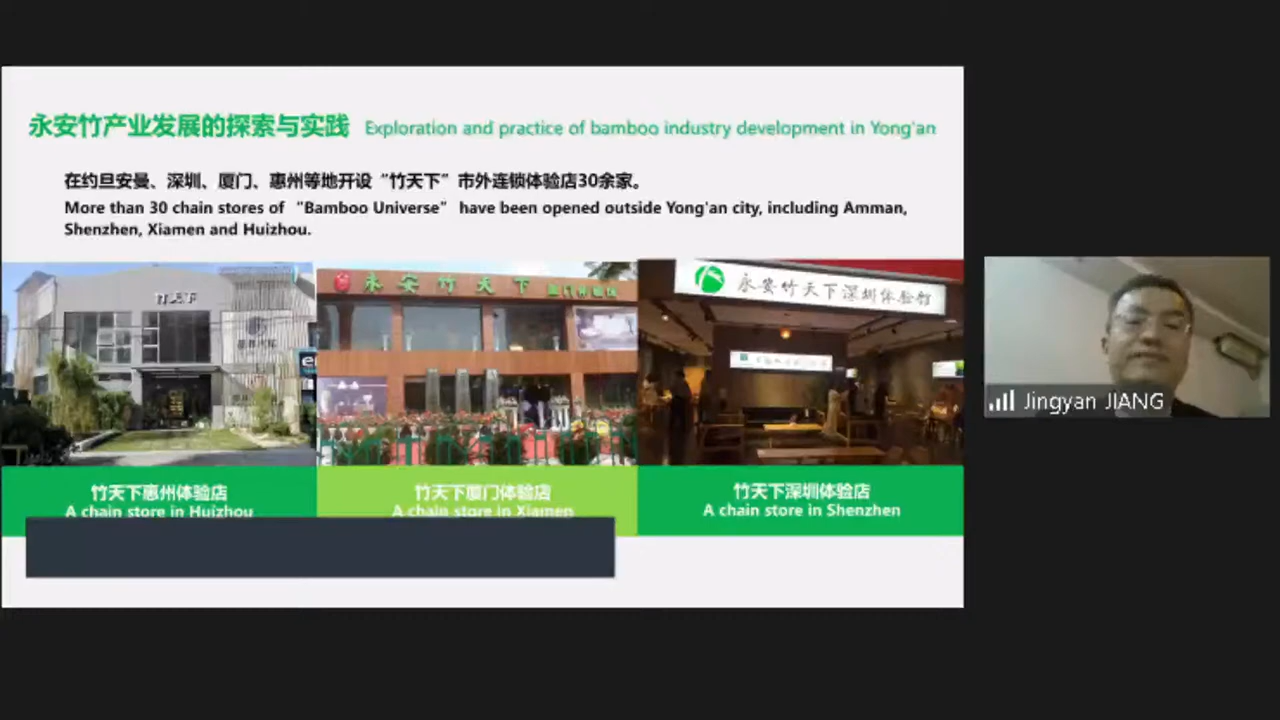 永安竹产业发展的探索与实践 Exploration and practice of bamboo industry development in Yong'an
在约旦安曼、深圳、厦门、惠州等地开设“竹天下”市外连锁体验店30余家。
More than 30 chain stores of “Bamboo Universe” have been opened outside Yong'an city, including Amman,
Shenzhen, Xiamen and Huizhou.
竹天下
永安竹天下
永安竹天下深圳体验馆
竹天下惠州体验店
A chain store in Huizhou
竹天下厦门体验店
A chain store in Xiamen
竹天下深圳体验店
A chain store in Shenzhen
Jingyan JIANG